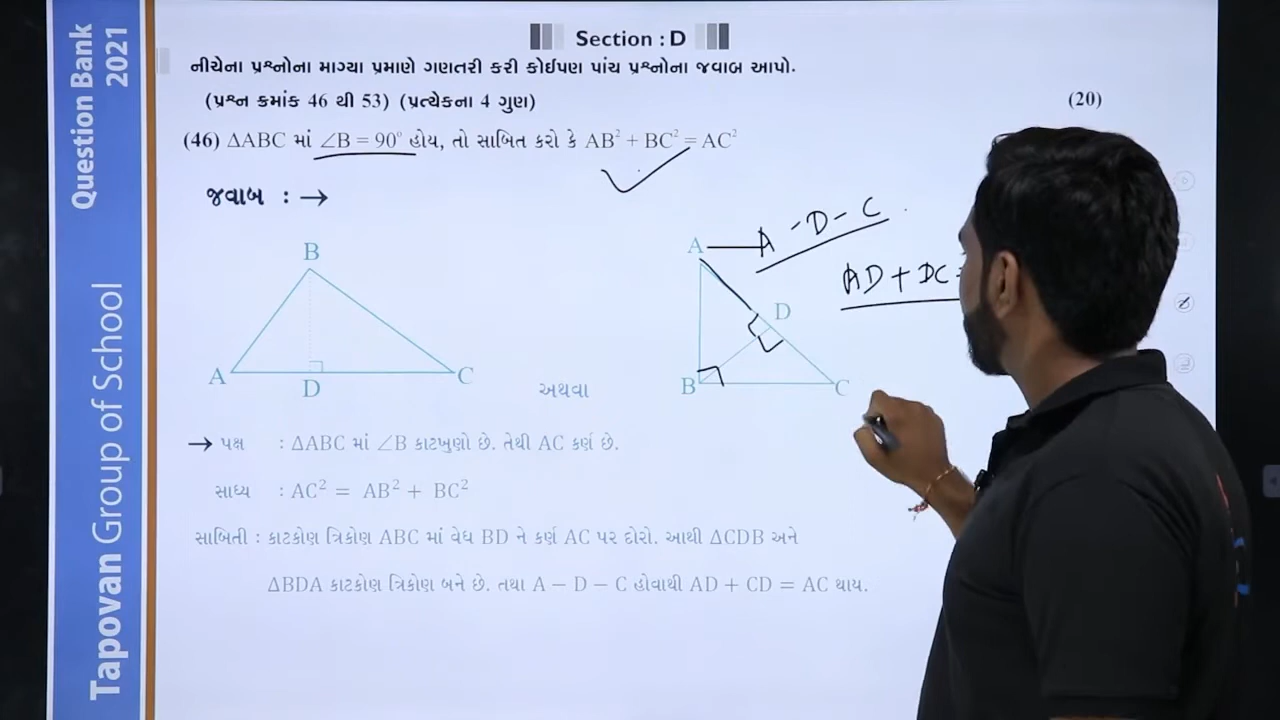 Question Bank
2021
Tapovan Group of School
Section : D
નીચેના પ્રશ્નોના માગ્યા પ્રમાણે ગણતરી કરી કોઈપણ પાંચ પ્રશ્નોના જવાબ આપો.
(પ્રશ્ન ક્રમાંક 46 થી 53) (પ્રત્યેકના 4 ગુણ)
(20)
(46) ΔABC માં ∠B = 90° હોય, તો સાબિત કરો કે AB² + BC² = AC²
જવાબ : →
B
A
D
C
અથવા
A
D
B
C
A - D - C
AD + DC =
→ પક્ષ : ΔABC માં ∠B કાટખુણો છે. તેથી AC કર્ણ છે.
સાધ્ય : AC² = AB² + BC²
સાબિતી : કાટકોણ ત્રિકોણ ABC માં વેધ BD ને કર્ણ AC પર દોરો. આથી ΔCDB અને
ΔBDA કાટકોણ ત્રિકોણ બને છે. તથા A – D – C હોવાથી AD + CD = AC થાય.